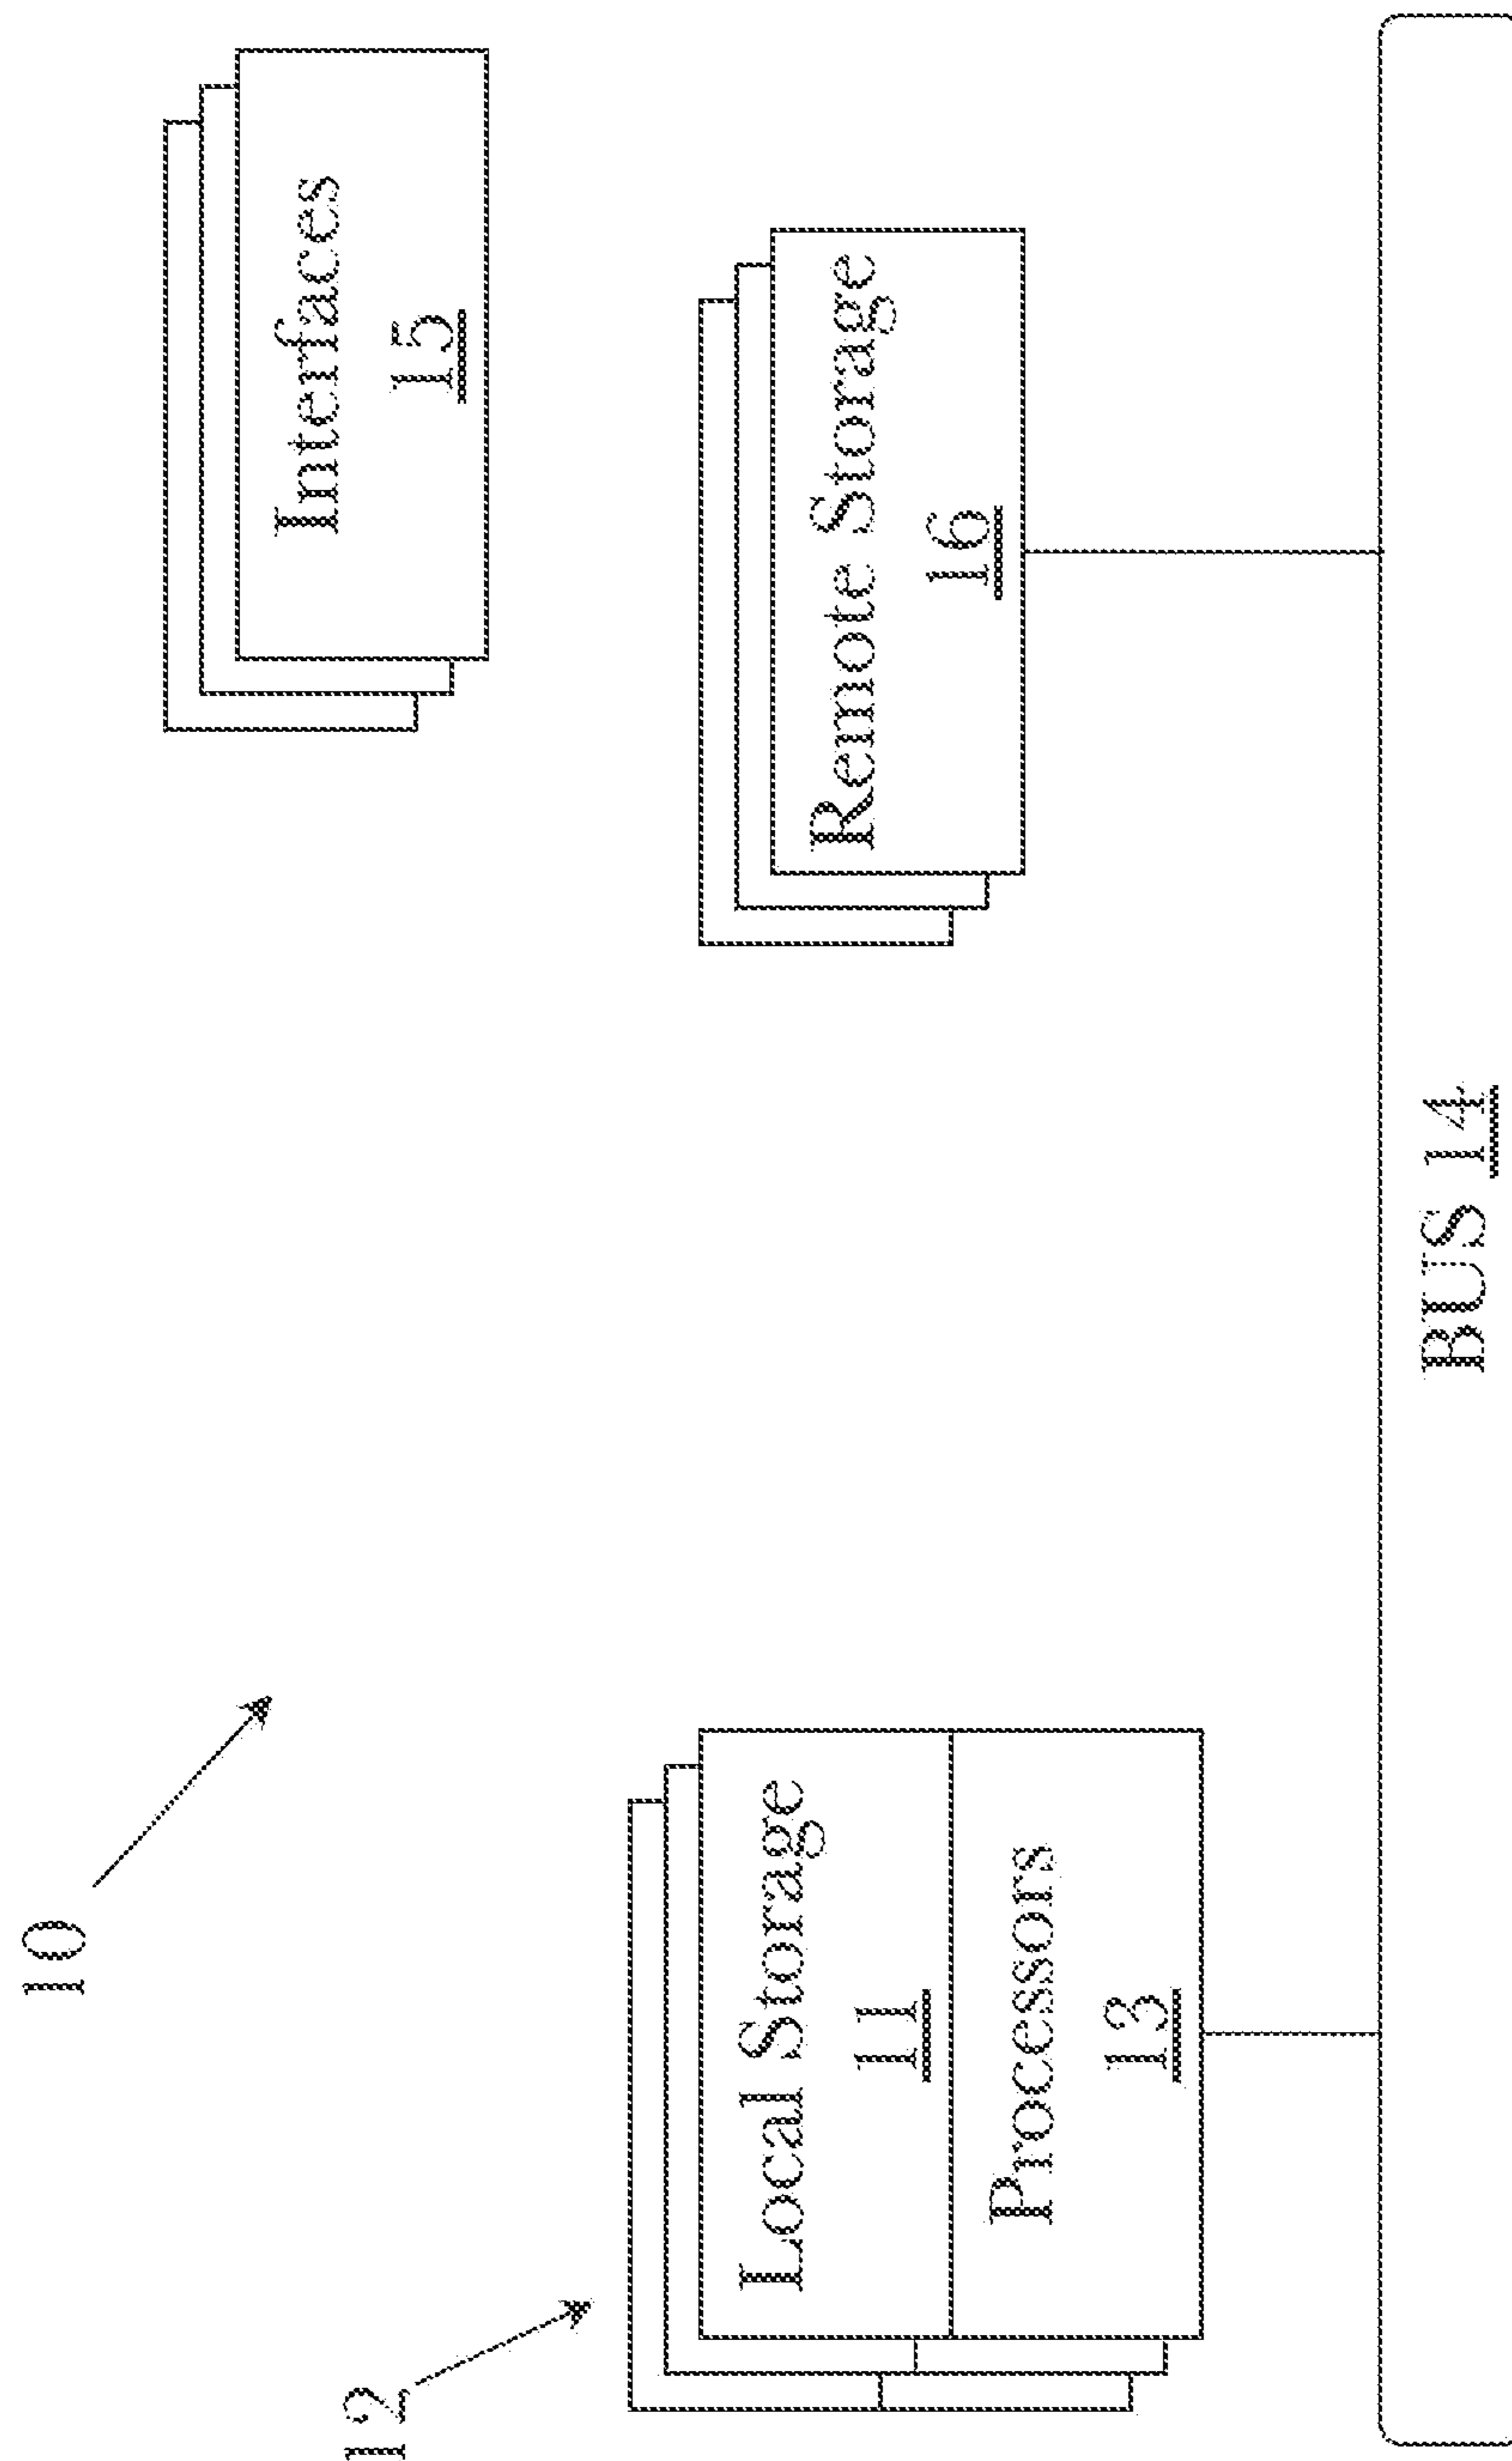 10
12
Interfaces
15
Local Storage
11
Processors
13
Remote Storage
16
BUS 14